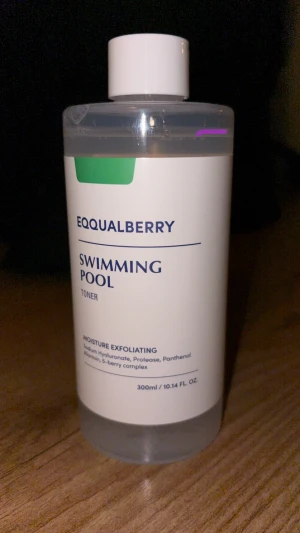 EQQUALBERRY
SWIMMING
POOL
TONER
MOISTURE EXFOLIATING
Sodium Hyaluronate, Protease, Panthenol
Allantoin, 5-berry complex
300ml / 10.14 FL. OZ.